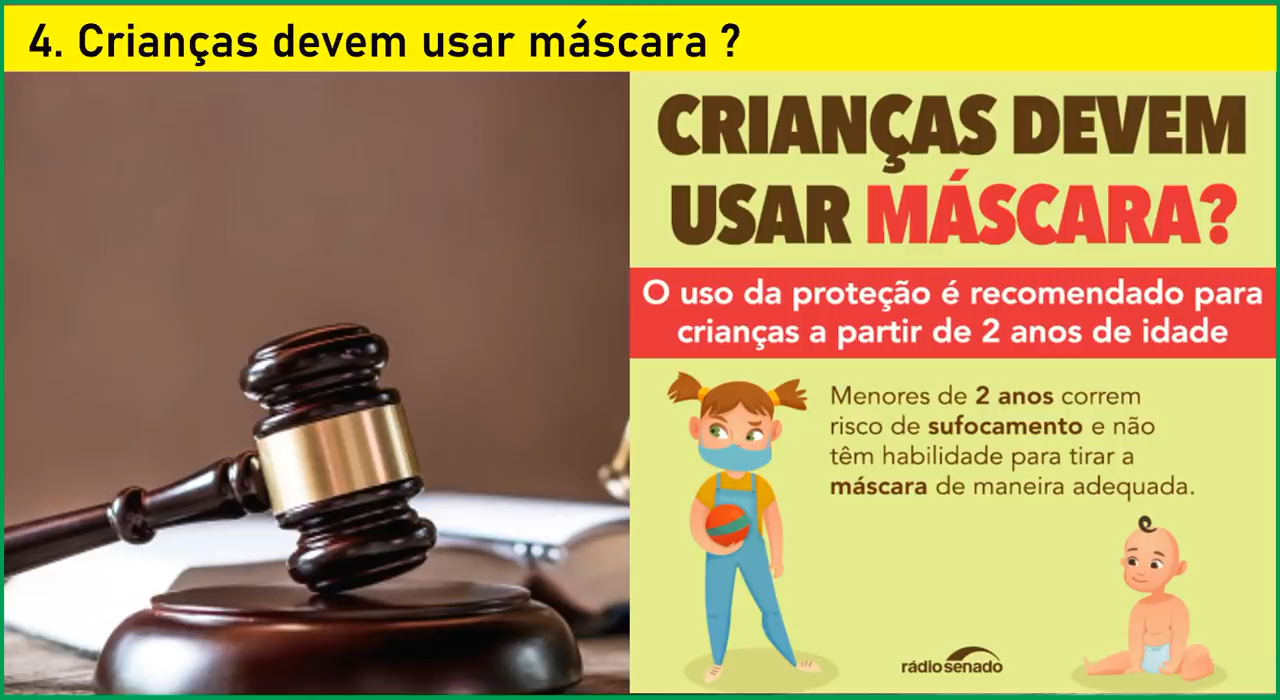 4. Crianças devem usar máscara ?
CRIANÇAS DEVEM
USAR MÁSCARA?
O uso da proteção é recomendado para
crianças a partir de 2 anos de idade
Menores de 2 anos correm
risco de sufocamento e não
têm habilidade para tirar a
máscara de maneira adequada.
rádiosenado